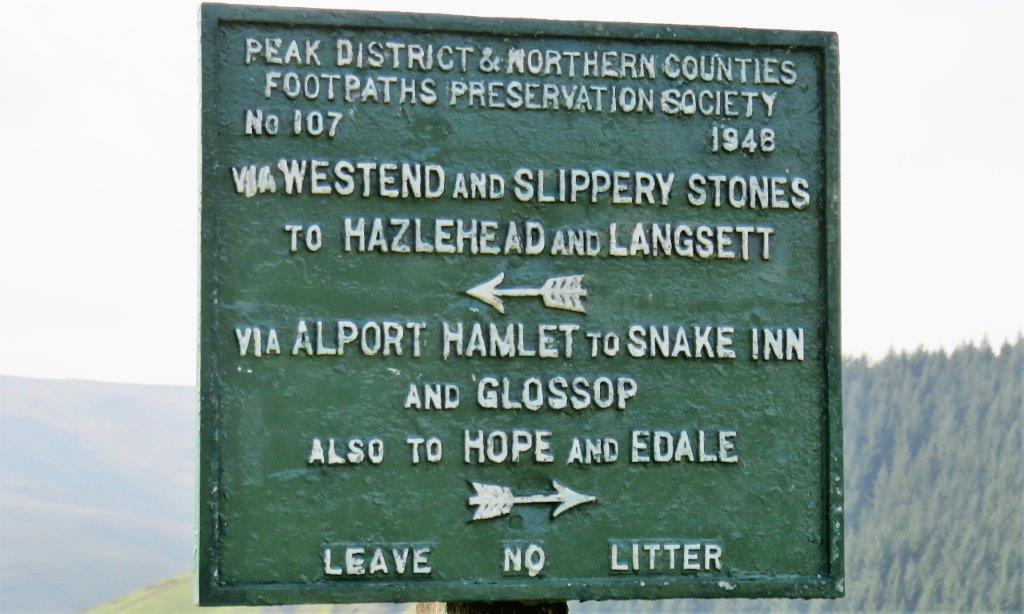 PEAK DISTRICT & NORTHERN COUNTIES
FOOTPATHS PRESERVATION SOCIETY
No 107 1948
VIA WESTEND AND SLIPPERY STONES
TO HAZLEHEAD AND LANGSETT
VIA ALPORT HAMLET TO SNAKE INN
AND GLOSSOP
ALSO TO HOPE AND EDALE
LEAVE NO LITTER